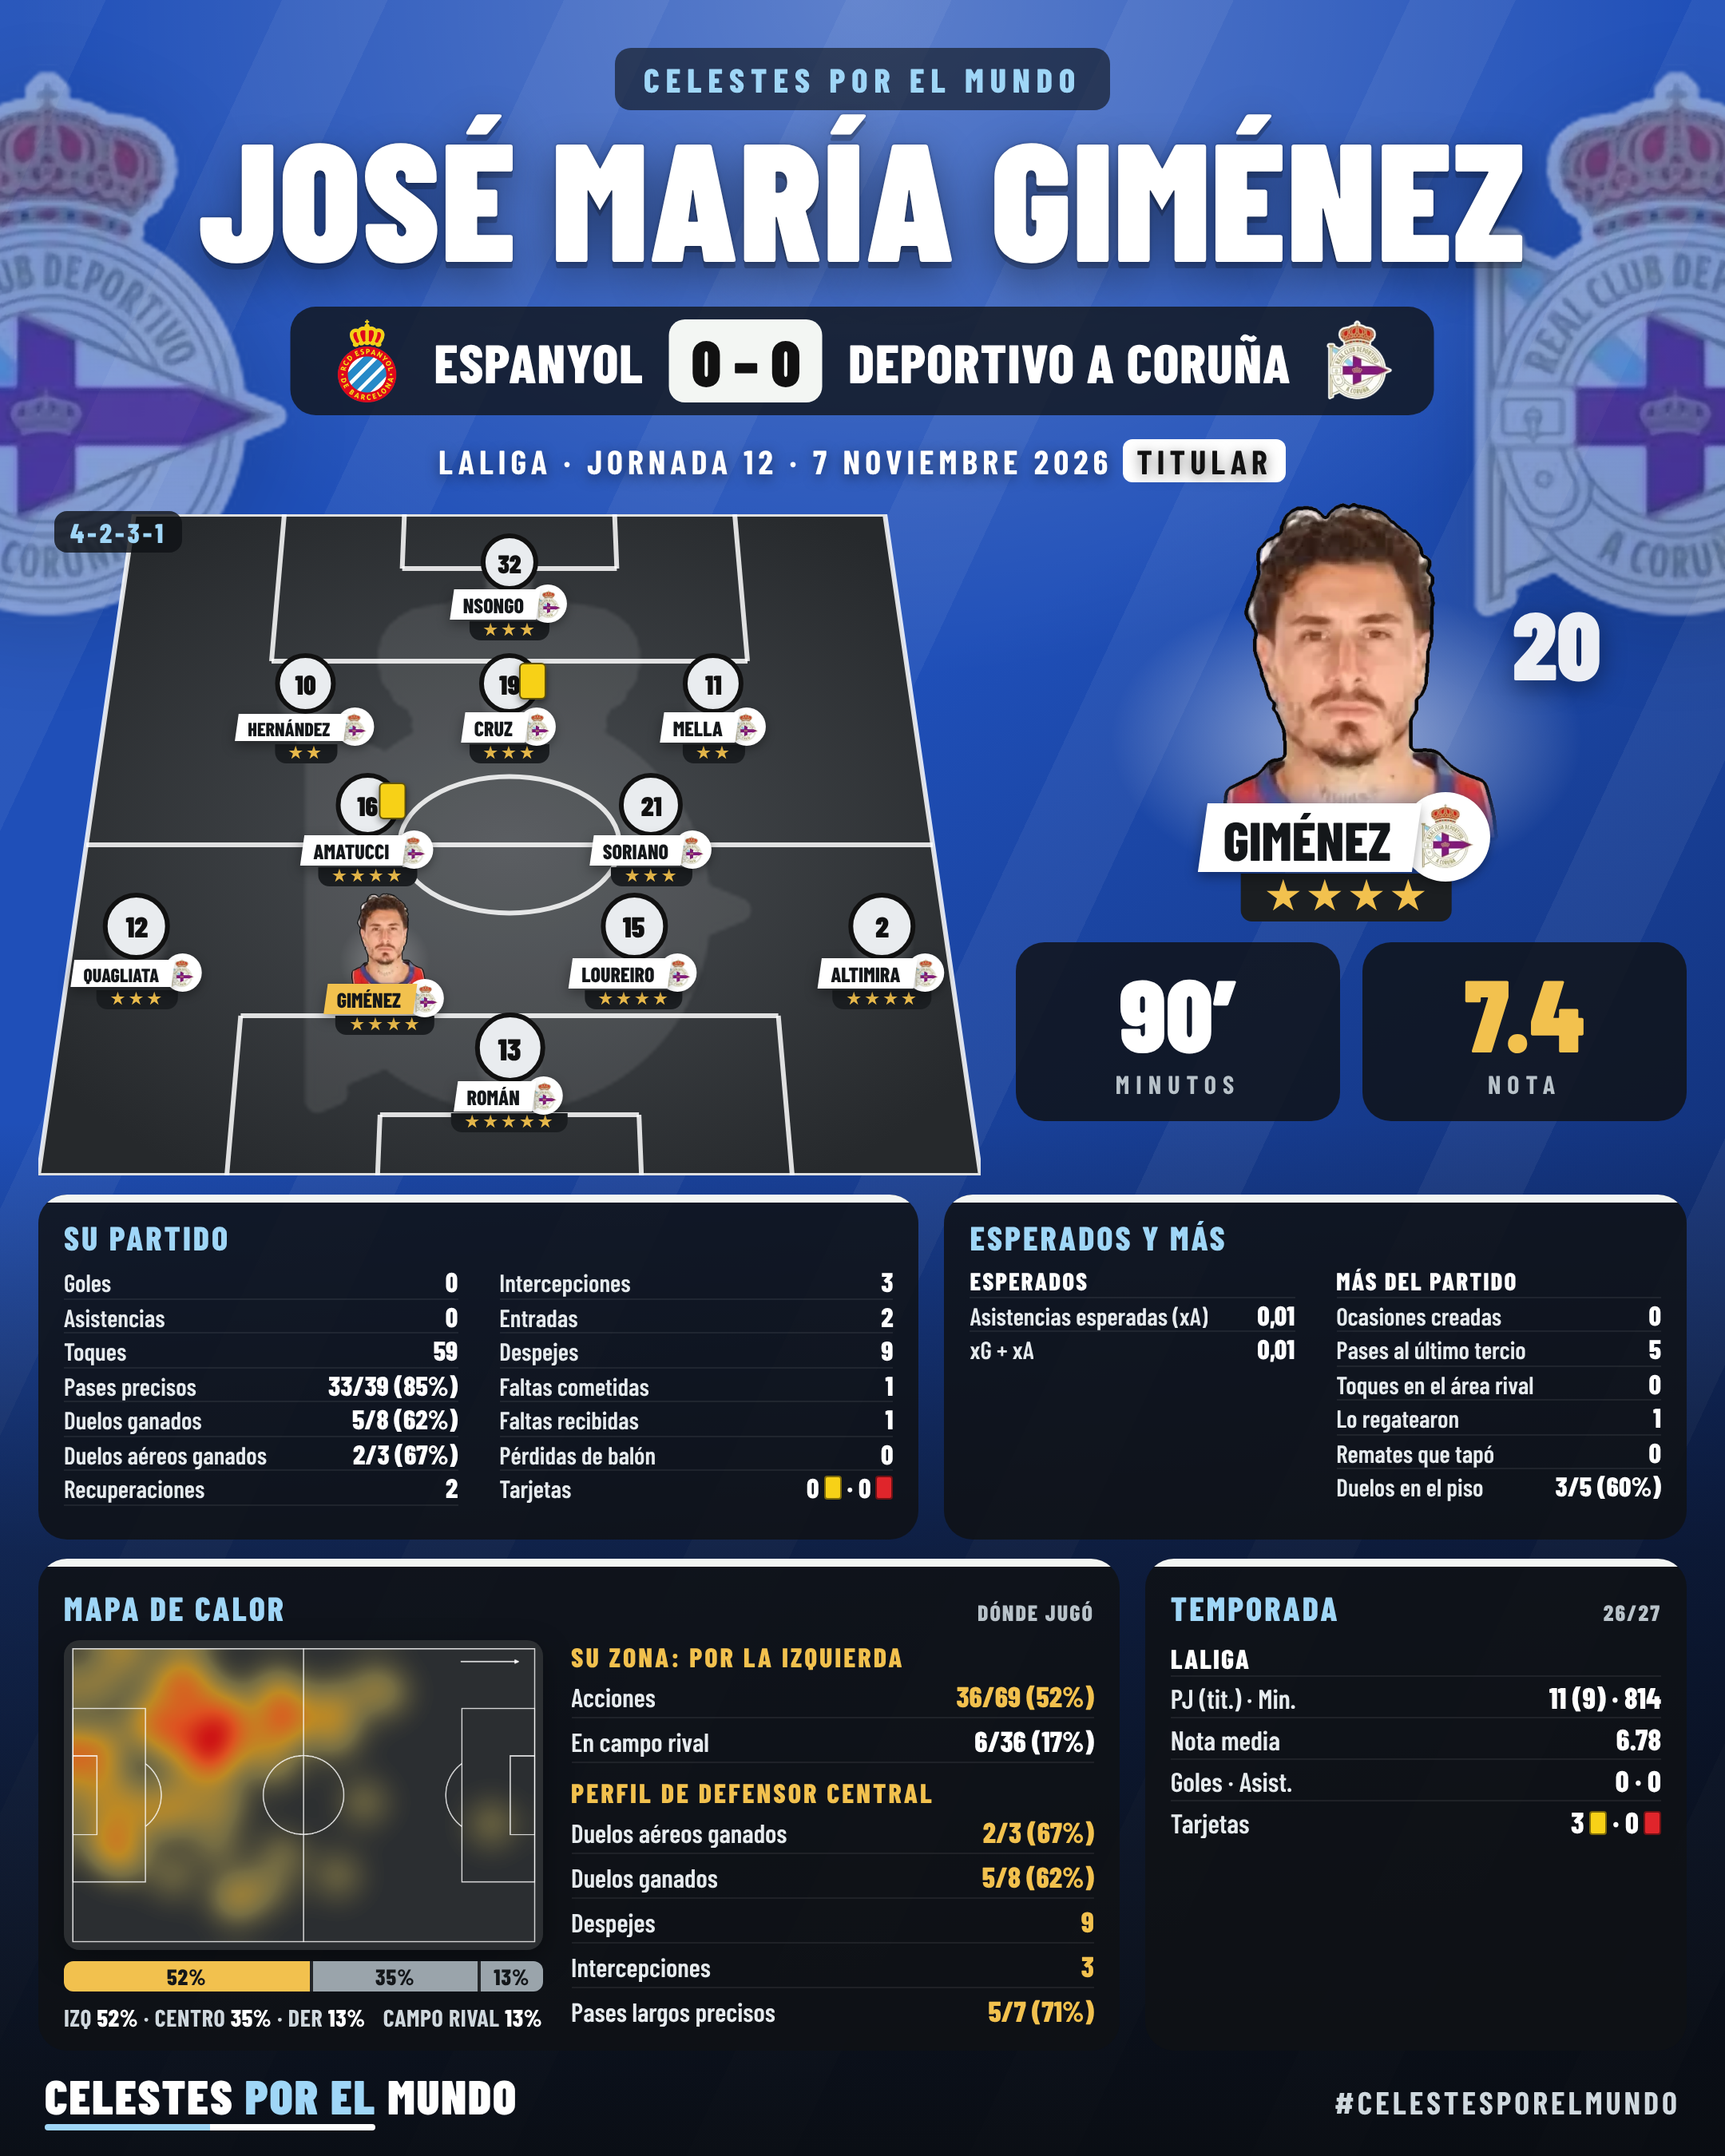 CELESTES POR EL MUNDO
JOSÉ MARÍA GIMÉNEZ
ESPANYOL 0 - 0 DEPORTIVO A CORUÑA
LALIGA · JORNADA 12 · 7 NOVIEMBRE 2026 TITULAR
4-2-3-1
32
NSONGO
★★★
10
HERNÁNDEZ
★★
19
CRUZ
★★★
11
MELLA
★★
16
AMATUCCI
★★★★
21
SORIANO
★★★
12
QUAGLIATA
★★★
GIMÉNEZ
★★★★
15
LOUREIRO
★★★★
2
ALTIMIRA
★★★★
13
ROMÁN
★★★★★
20
GIMÉNEZ
★★★★
90′
MINUTOS
7.4
NOTA
SU PARTIDO
Goles 0
Asistencias 0
Toques 59
Pases precisos 33/39 (85%)
Duelos ganados 5/8 (62%)
Duelos aéreos ganados 2/3 (67%)
Recuperaciones 2
Intercepciones 3
Entradas 2
Despejes 9
Faltas cometidas 1
Faltas recibidas 1
Pérdidas de balón 0
Tarjetas 0 · 0
ESPERADOS Y MÁS
ESPERADOS
Asistencias esperadas (xA) 0,01
xG + xA 0,01
MÁS DEL PARTIDO
Ocasiones creadas 0
Pases al último tercio 5
Toques en el área rival 0
Lo regatearon 1
Remates que tapó 0
Duelos en el piso 3/5 (60%)
MAPA DE CALOR
DÓNDE JUGÓ
52% 35% 13%
IZQ 52% · CENTRO 35% · DER 13% CAMPO RIVAL 13%
SU ZONA: POR LA IZQUIERDA
Acciones 36/69 (52%)
En campo rival 6/36 (17%)
PERFIL DE DEFENSOR CENTRAL
Duelos aéreos ganados 2/3 (67%)
Duelos ganados 5/8 (62%)
Despejes 9
Intercepciones 3
Pases largos precisos 5/7 (71%)
TEMPORADA 26/27
LALIGA
PJ (tit.) · Min. 11 (9) · 814
Nota media 6.78
Goles · Asist. 0 · 0
Tarjetas 3 · 0
CELESTES POR EL MUNDO
#CELESTESPORELMUNDO